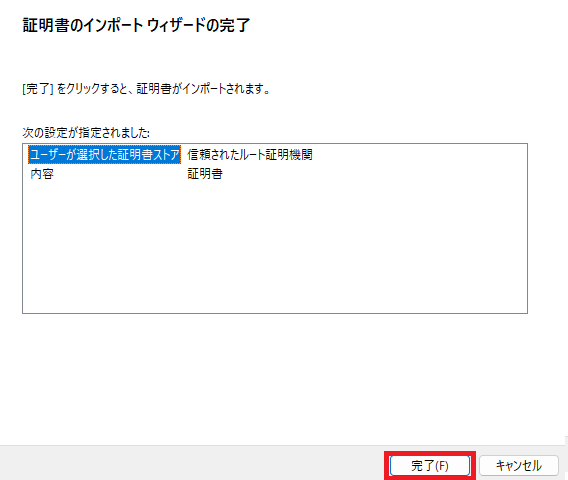 証明書のインポート ウィザードの完了
[完了] をクリックすると、証明書がインポートされます。
次の設定が指定されました:
ユーザーが選択した証明書ストア 信頼されたルート証明機関
内容 証明書
完了(F) キャンセル